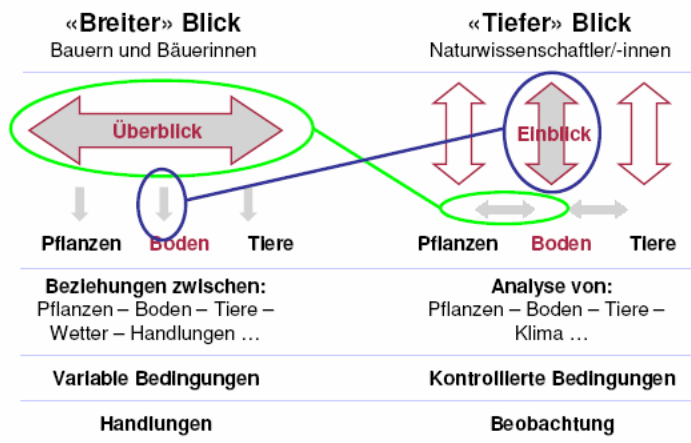 «Breiter» Blick
Bauern und Bäuerinnen
Überblick
Pflanzen Boden Tiere
Beziehungen zwischen:
Pflanzen – Boden – Tiere –
Wetter – Handlungen …
Variable Bedingungen
Handlungen
«Tiefer» Blick
Naturwissenschaftler/-innen
Einblick
Pflanzen Boden Tiere
Analyse von:
Pflanzen – Boden – Tiere –
Klima …
Kontrollierte Bedingungen
Beobachtung